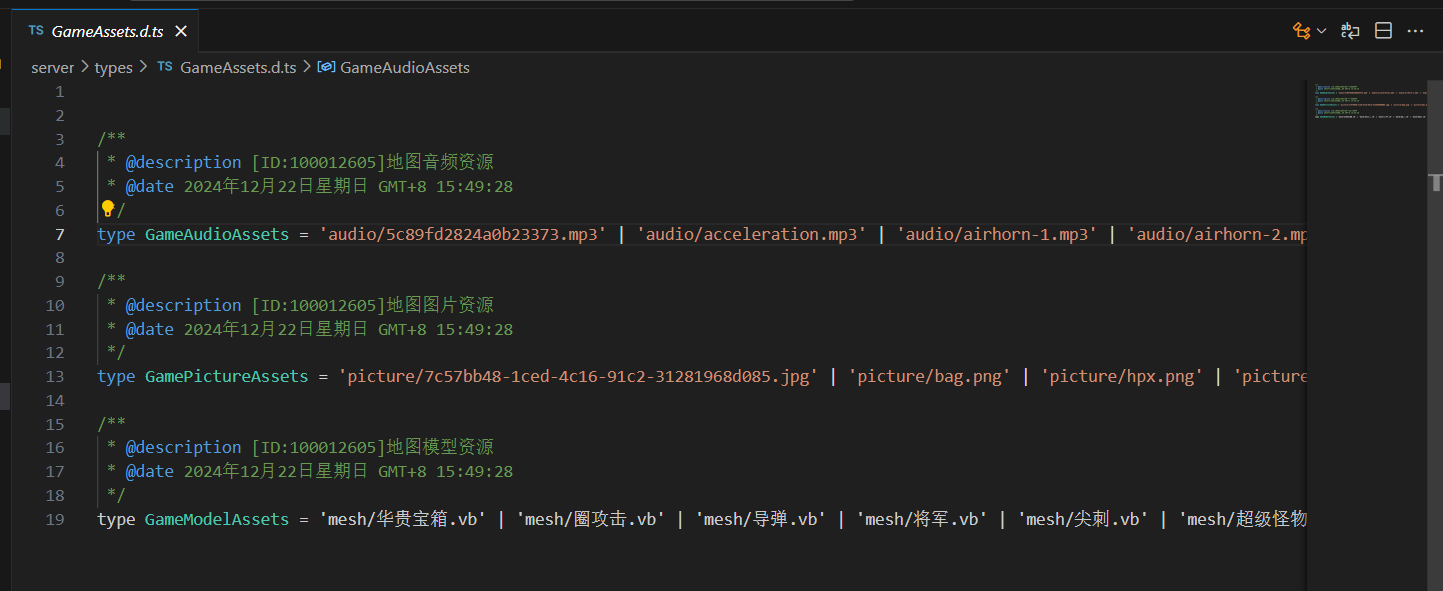 TS GameAssets.d.ts
server > types > TS GameAssets.d.ts > GameAudioAssets
1
2
3 /**
4 * @description [ID:100012605]地图音频资源
5 * @date 2024年12月22日星期日 GMT+8 15:49:28
6 /
7 type GameAudioAssets = 'audio/5c89fd2824a0b23373.mp3' | 'audio/acceleration.mp3' | 'audio/airhorn-1.mp3' | 'audio/airhorn-2.mp
8
9 /**
10 * @description [ID:100012605]地图图片资源
11 * @date 2024年12月22日星期日 GMT+8 15:49:28
12 */
13 type GamePictureAssets = 'picture/7c57bb48-1ced-4c16-91c2-31281968d085.jpg' | 'picture/bag.png' | 'picture/hpx.png' | 'picture
14
15 /**
16 * @description [ID:100012605]地图模型资源
17 * @date 2024年12月22日星期日 GMT+8 15:49:28
18 */
19 type GameModelAssets = 'mesh/华贵宝箱.vb' | 'mesh/圈攻击.vb' | 'mesh/导弹.vb' | 'mesh/将军.vb' | 'mesh/尖刺.vb' | 'mesh/超级怪物